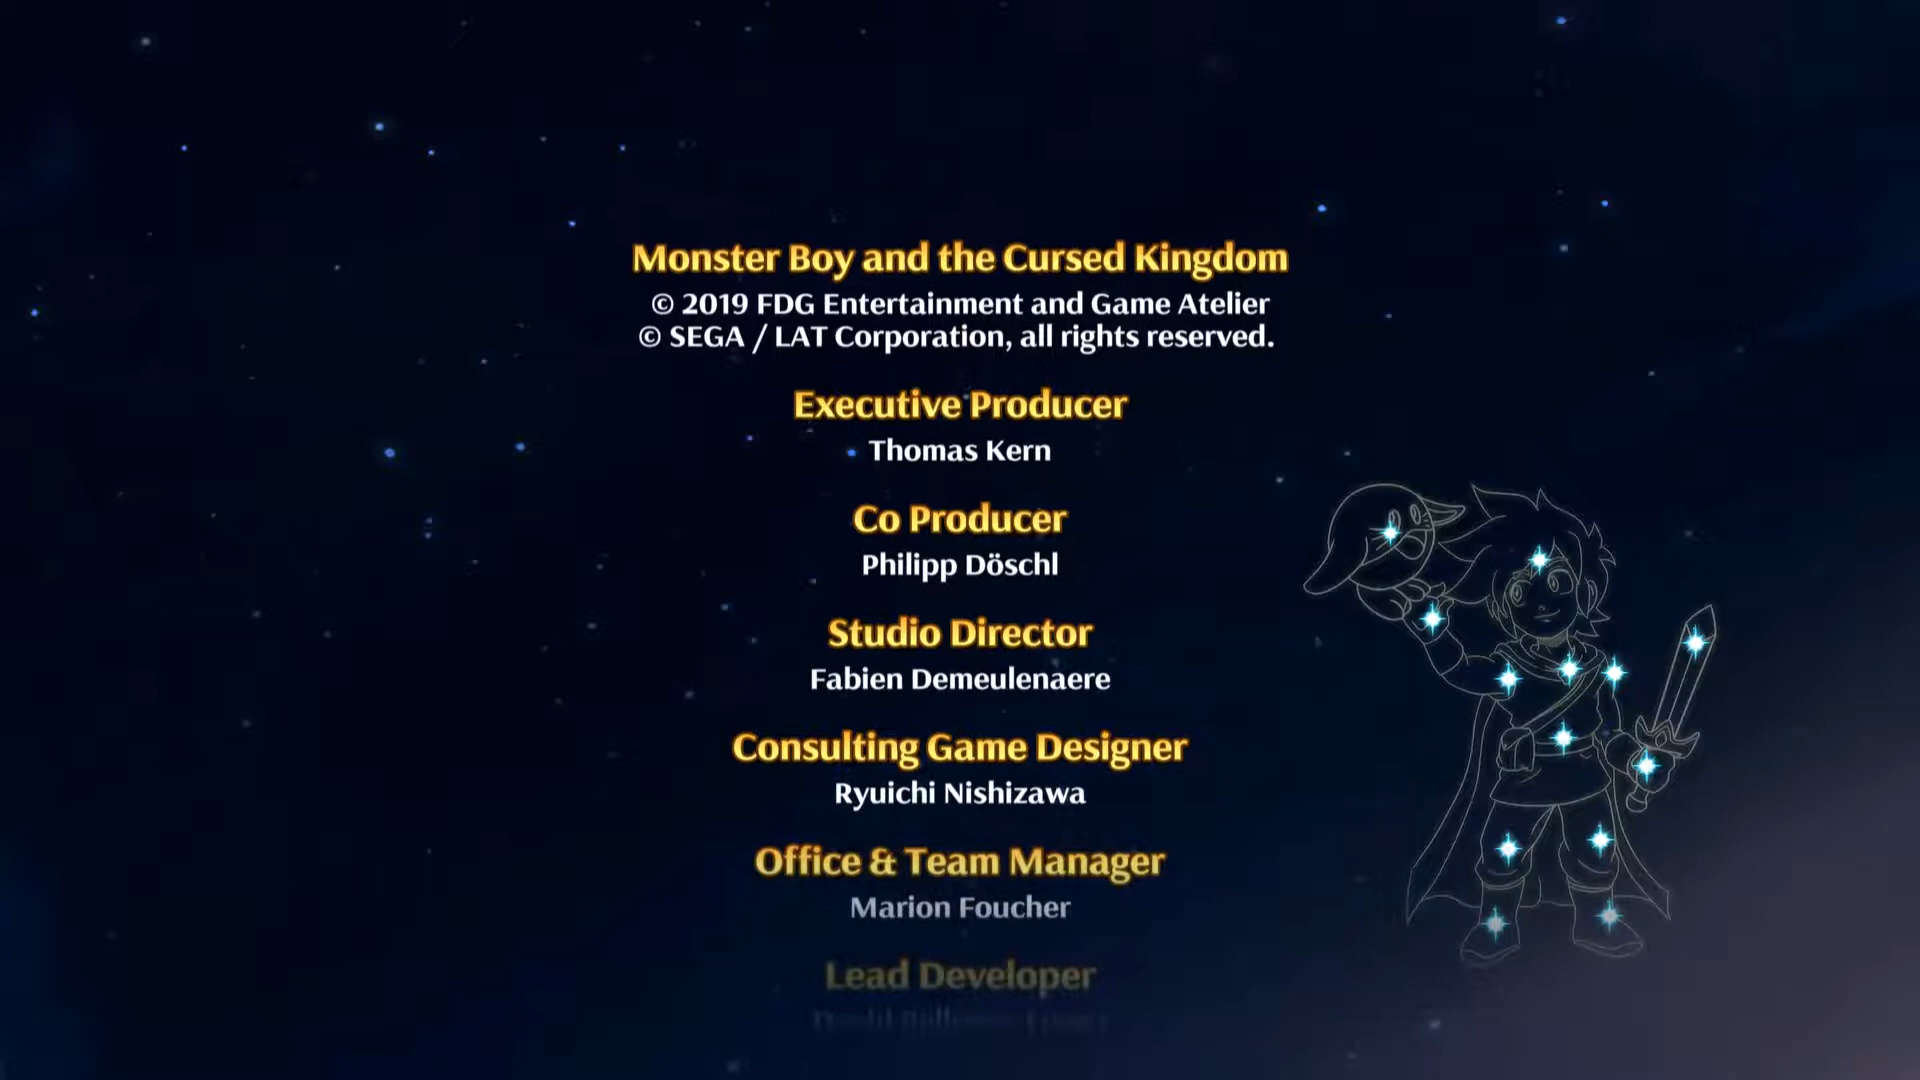 Monster Boy and the Cursed Kingdom
© 2019 FDG Entertainment and Game Atelier
© SEGA / LAT Corporation, all rights reserved.
Executive Producer
Thomas Kern
Co Producer
Philipp Döschl
Studio Director
Fabien Demeulenaere
Consulting Game Designer
Ryuichi Nishizawa
Office & Team Manager
Marion Foucher
Lead Developer